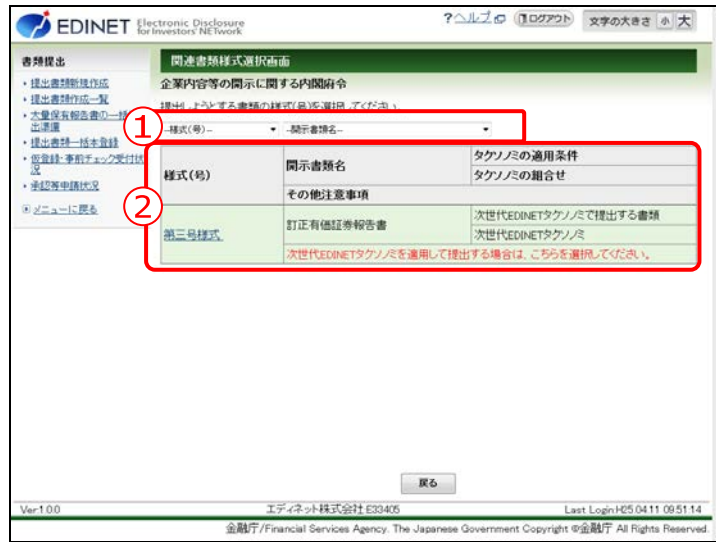 EDINET Electronic Disclosure for Investors' NETwork
?ヘルプ ログアウト 文字の大きさ 小 大
書類提出
・提出書類新規作成
・提出書類作成一覧
・大量保有報告書の一括
出準備
・提出書類一括本登録
・仮登録・事前チェック受付状
況
・承認等申請状況
メニューに戻る
関連書類様式選択画面
企業内容等の開示に関する内閣府令
提出しようとする書類の様式(号)を選択してください。
①
--様式(号)-- --開示書類名--
②
様式(号) 開示書類名 タクソノミの適用条件
タクソノミの組合せ
その他注意事項
第三号様式 訂正有価証券報告書 次世代EDINETタクソノミで提出する書類
次世代EDINETタクソノミ
次世代EDINETタクソノミを適用して提出する場合は、こちらを選択してください。
戻る
Ver.1.0.0 エディネット株式会社 E33405 Last Login:H25.04.11 09:51:14
金融庁/Financial Services Agency. The Japanese Government Copyright ©金融庁 All Rights Reserved.